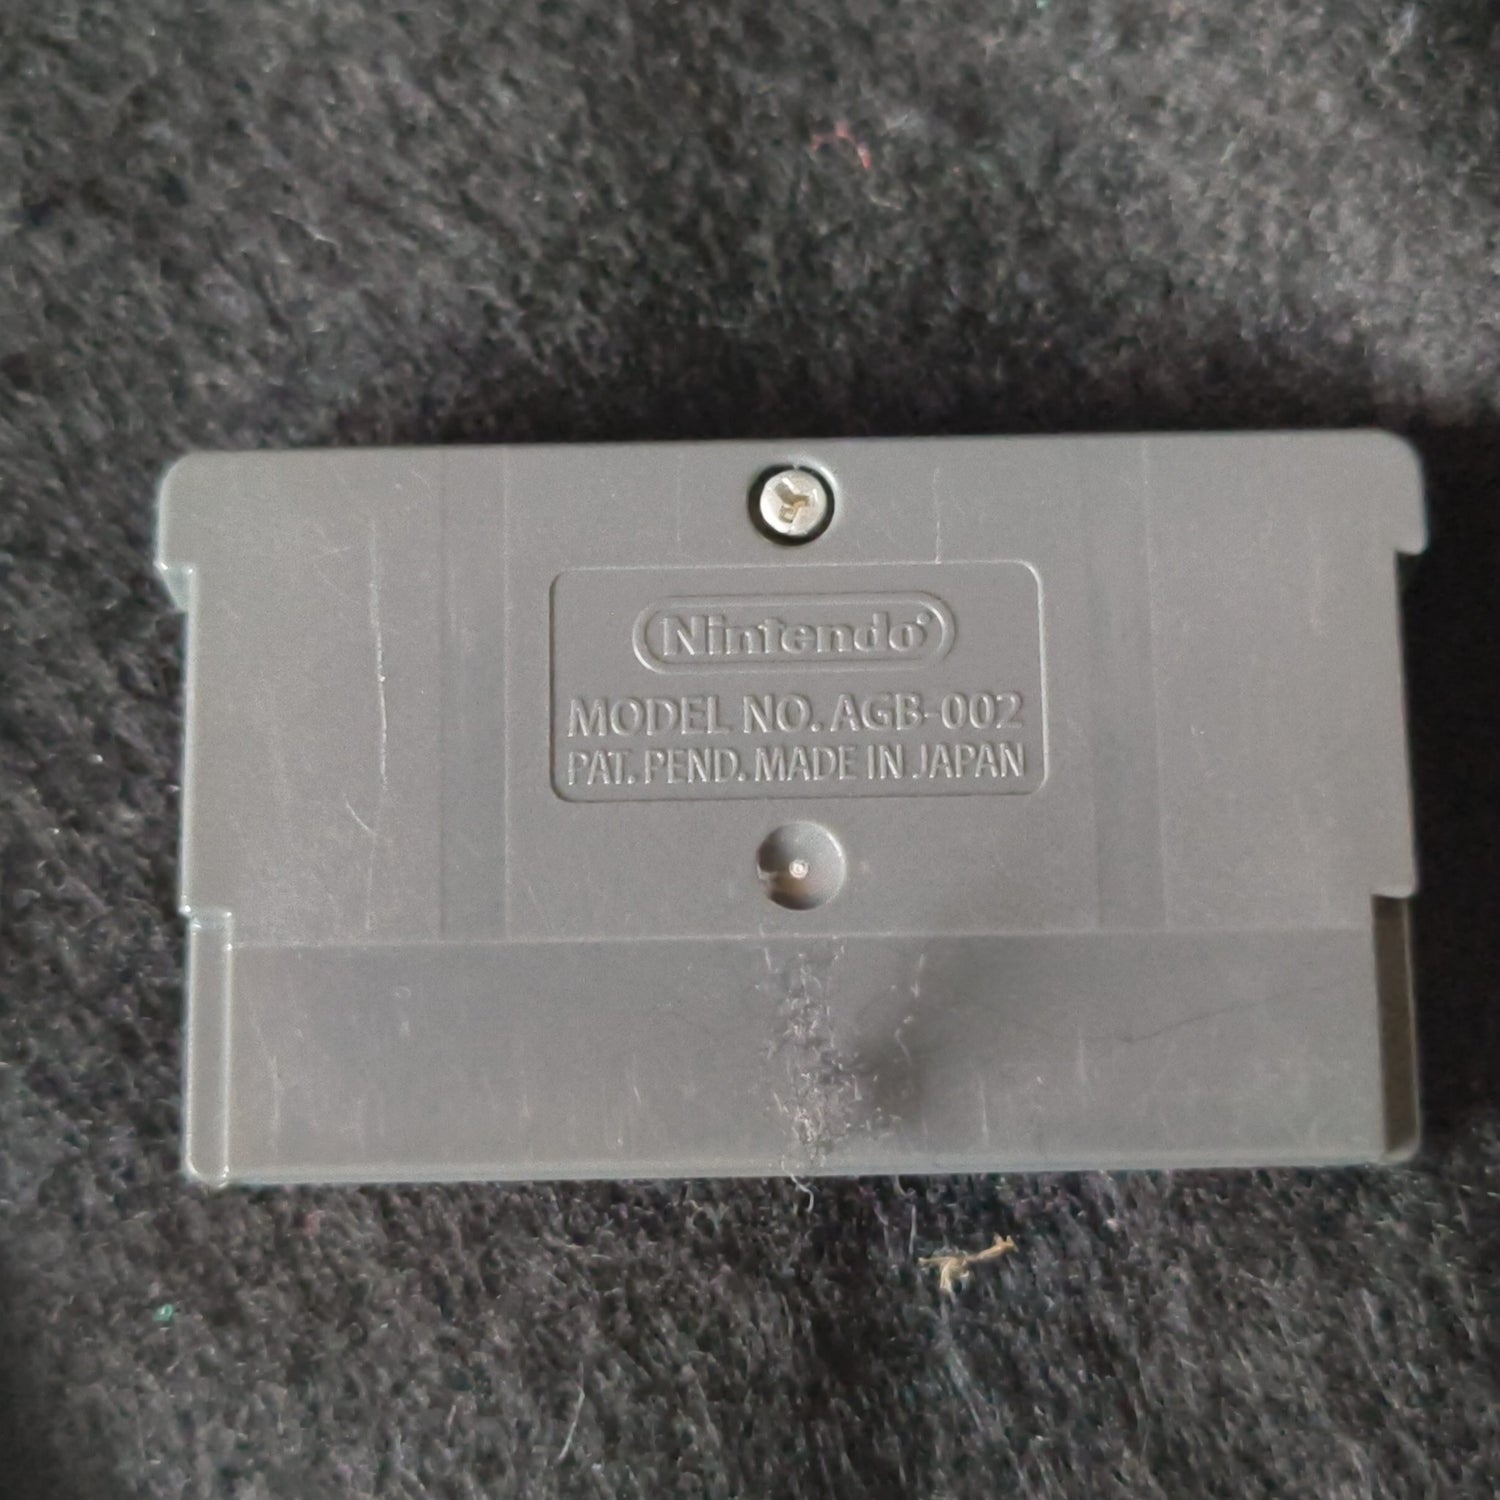 Nintendo
MODEL NO. AGB-002
PAT. PEND. MADE IN JAPAN